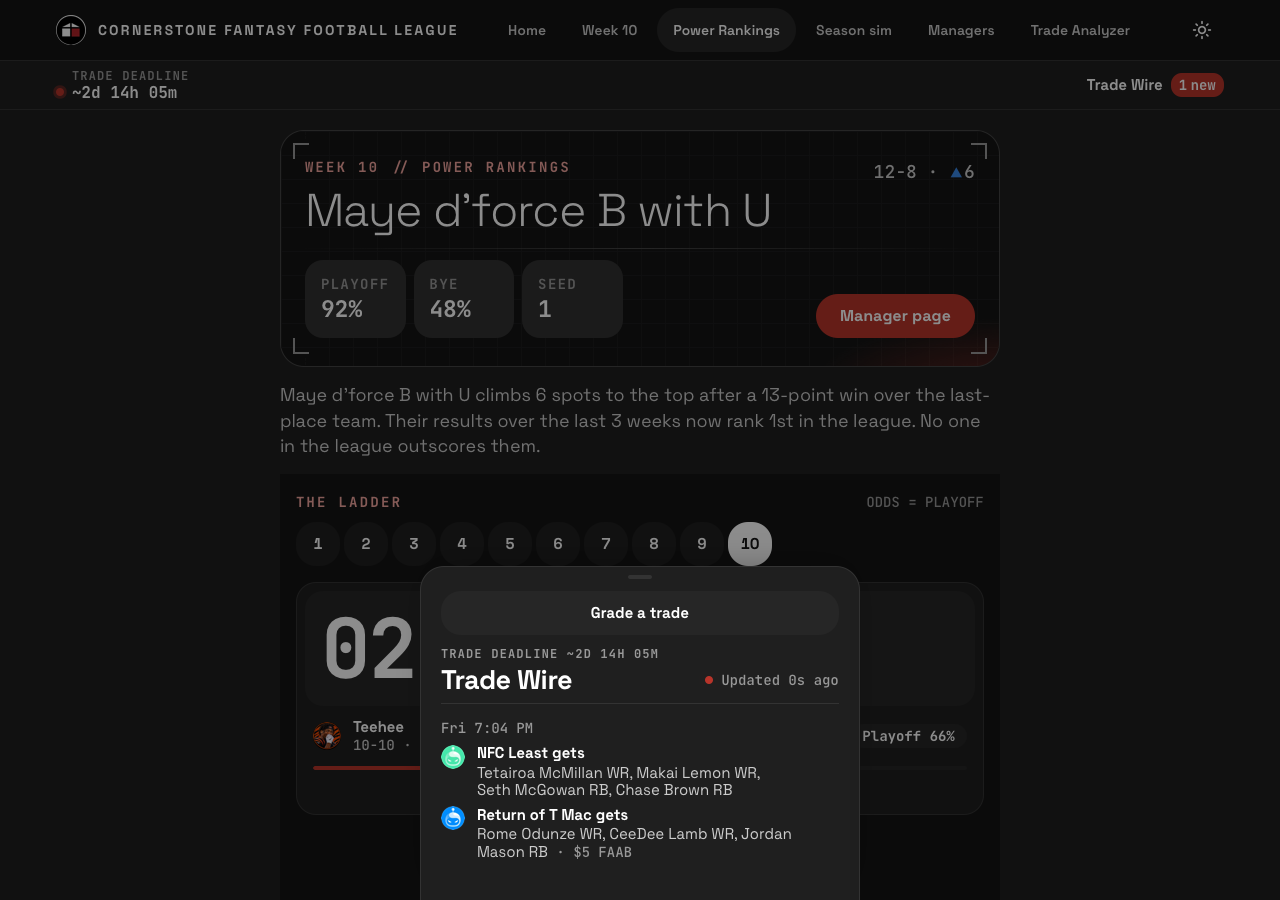 CORNERSTONE FANTASY FOOTBALL LEAGUE
Home
Week 10
Power Rankings
Season sim
Managers
Trade Analyzer
TRADE DEADLINE
~2d 14h 05m
Trade Wire
1 new
WEEK 10 // POWER RANKINGS
12-8 · ▲6
Maye d’force B with U
PLAYOFF
92%
BYE
48%
SEED
1
Manager page
Maye d’force B with U climbs 6 spots to the top after a 13-point win over the last-
place team. Their results over the last 3 weeks now rank 1st in the league. No one
in the league outscores them.
THE LADDER
ODDS = PLAYOFF
1 2 3 4 5 6 7 8 9 10
02
Teehee
10-10 ·
Playoff 66%
Grade a trade
TRADE DEADLINE ~2D 14H 05M
Trade Wire
Updated 0s ago
Fri 7:04 PM
NFC Least gets
Tetairoa McMillan WR, Makai Lemon WR,
Seth McGowan RB, Chase Brown RB
Return of T Mac gets
Rome Odunze WR, CeeDee Lamb WR, Jordan
Mason RB · $5 FAAB